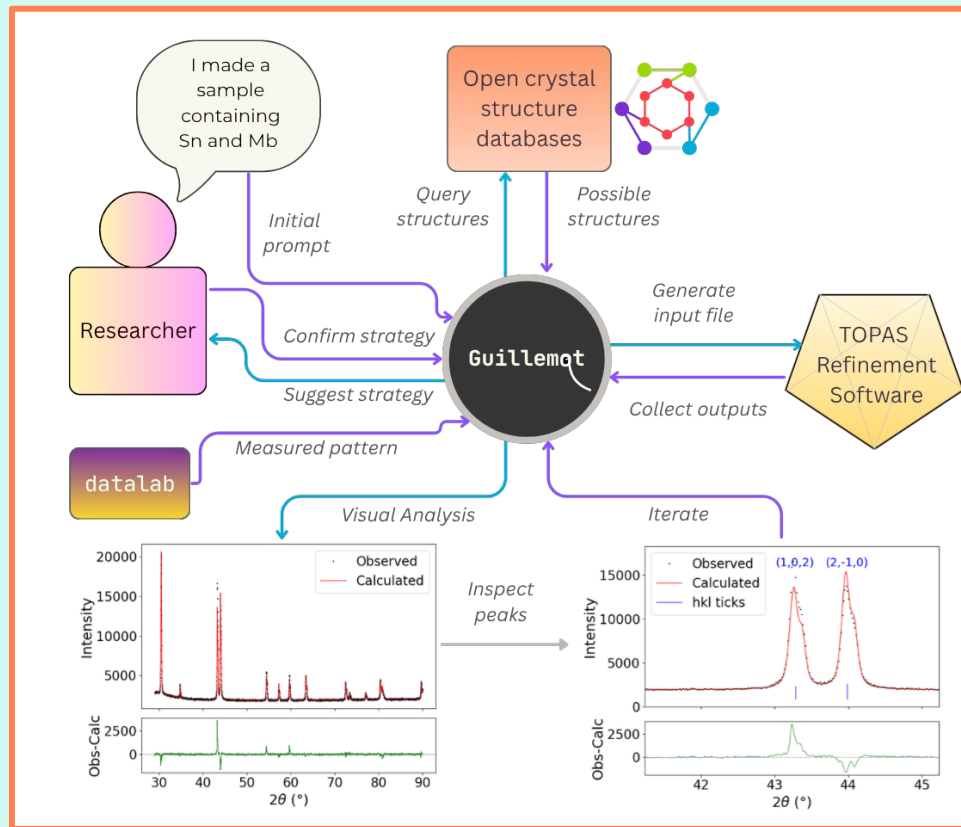 I made a
sample
containing
Sn and Mb
Open crystal
structure
databases
Initial
prompt
Query
structures
Possible
structures
Researcher
Confirm strategy
Suggest strategy
Guillemot
Generate
input file
TOPAS
Refinement
Software
Collect outputs
datalab
Measured pattern
Visual Analysis
Iterate
Inspect
peaks
20000
15000
10000
5000
Intensity
Observed
Calculated
2500
0
Obs-Calc
30 40 50 60 70 80 90
2θ (°)
(1,0,2) (2,-1,0)
15000
10000
5000
0
Intensity
Observed
Calculated
hkl ticks
2500
0
Obs-Calc
42 43 44 45
2θ (°)